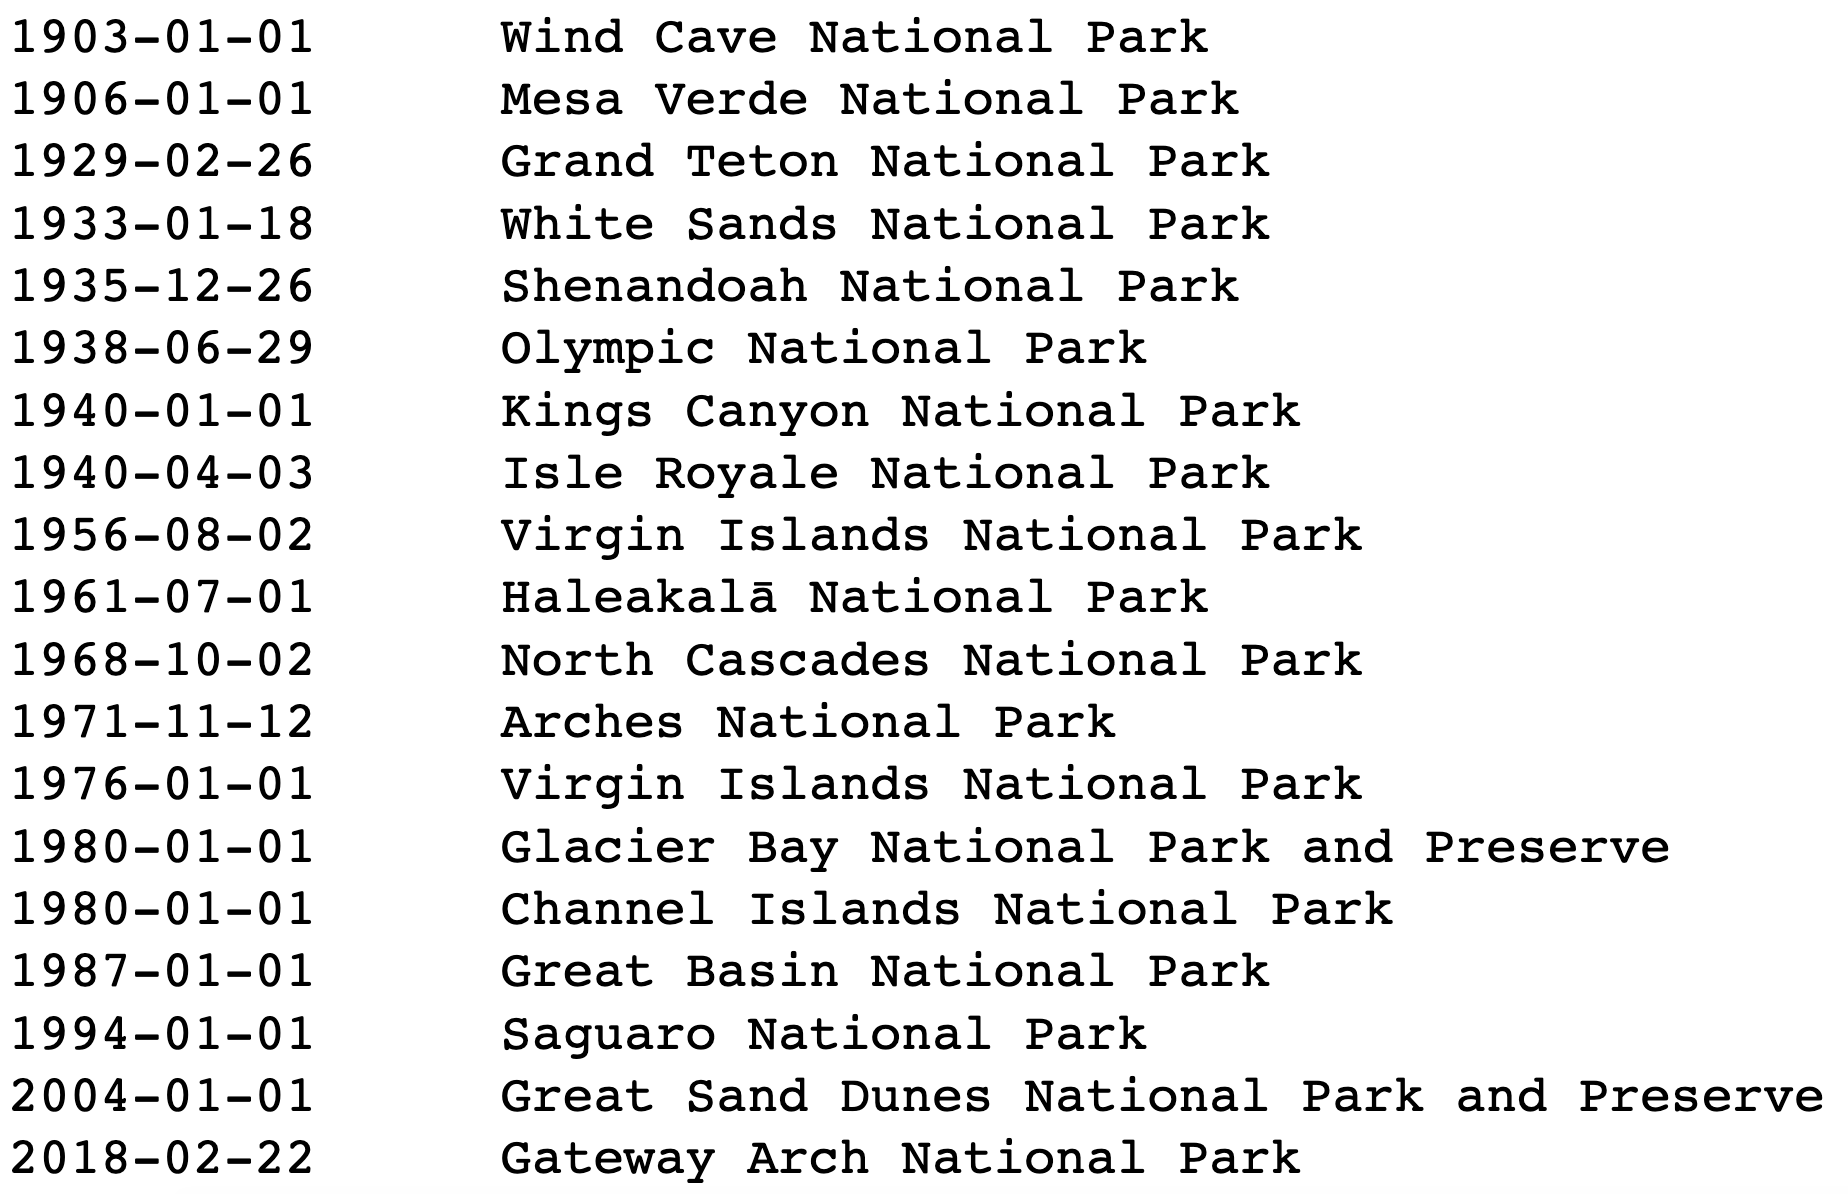 1903-01-01 Wind Cave National Park
1906-01-01 Mesa Verde National Park
1929-02-26 Grand Teton National Park
1933-01-18 White Sands National Park
1935-12-26 Shenandoah National Park
1938-06-29 Olympic National Park
1940-01-01 Kings Canyon National Park
1940-04-03 Isle Royale National Park
1956-08-02 Virgin Islands National Park
1961-07-01 Haleakalā National Park
1968-10-02 North Cascades National Park
1971-11-12 Arches National Park
1976-01-01 Virgin Islands National Park
1980-01-01 Glacier Bay National Park and Preserve
1980-01-01 Channel Islands National Park
1987-01-01 Great Basin National Park
1994-01-01 Saguaro National Park
2004-01-01 Great Sand Dunes National Park and Preserve
2018-02-22 Gateway Arch National Park